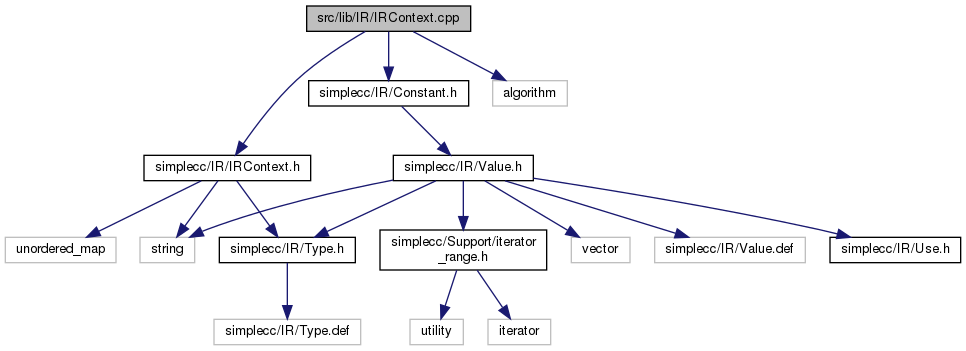 src/lib/IR/IRContext.cpp
simplecc/IR/Constant.h
algorithm
simplecc/IR/IRContext.h
simplecc/IR/Value.h
unordered_map
string
simplecc/IR/Type.h
simplecc/Support/iterator
_range.h
vector
simplecc/IR/Value.def
simplecc/IR/Use.h
simplecc/IR/Type.def
utility
iterator